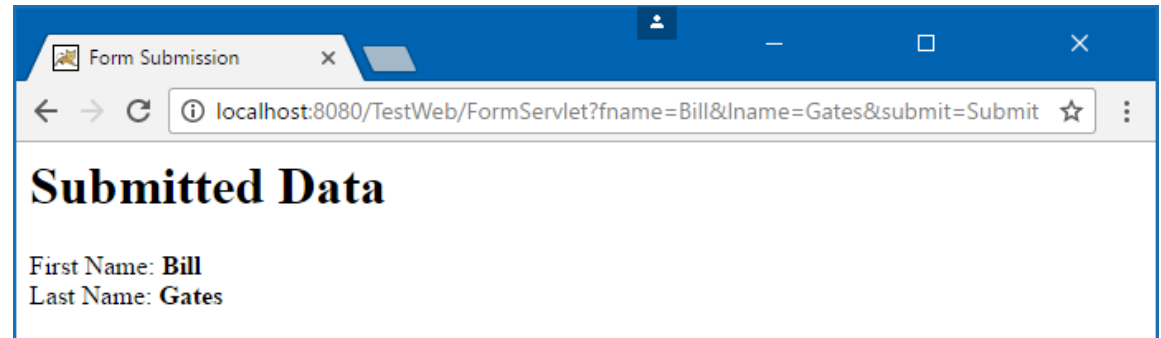 Form Submission
localhost:8080/TestWeb/FormServlet?fname=Bill&lname=Gates&submit=Submit
Submitted Data
First Name: Bill
Last Name: Gates